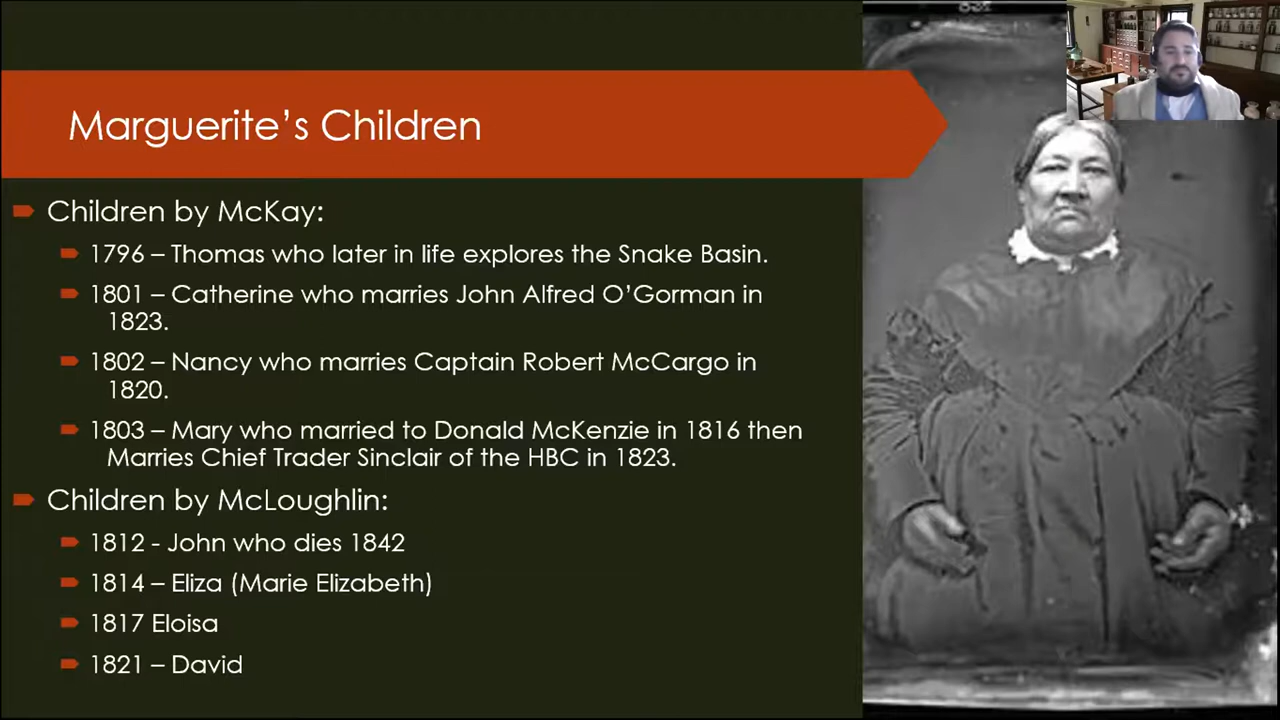 Marguerite's Children
Children by McKay:
1796 – Thomas who later in life explores the Snake Basin.
1801 – Catherine who marries John Alfred O'Gorman in
1823.
1802 – Nancy who marries Captain Robert McCargo in
1820.
1803 – Mary who married to Donald McKenzie in 1816 then
Marries Chief Trader Sinclair of the HBC in 1823.
Children by McLoughlin:
1812 - John who dies 1842
1814 – Eliza (Marie Elizabeth)
1817 Eloisa
1821 – David